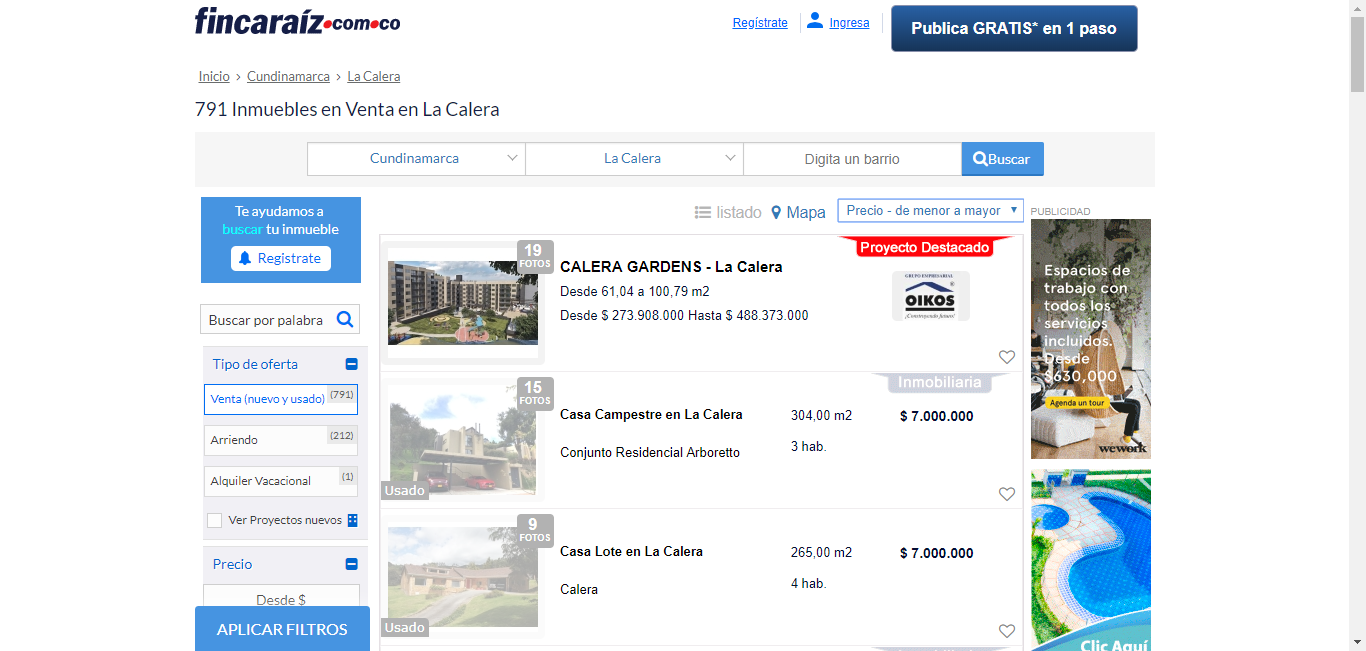 fincaraíz.com.co
Regístrate
Ingresa
Publica GRATIS* en 1 paso
Inicio › Cundinamarca › La Calera
791 Inmuebles en Venta en La Calera
Cundinamarca
La Calera
Digita un barrio
Buscar
Te ayudamos a
buscar tu inmueble
Registrate
Buscar por palabra
Tipo de oferta
Venta (nuevo y usado) (791)
Arriendo (212)
Alquiler Vacacional (1)
Ver Proyectos nuevos
Precio
Desde $
APLICAR FILTROS
listado
Mapa
Precio - de menor a mayor
19
FOTOS
CALERA GARDENS - La Calera
Desde 61,04 a 100,79 m2
Desde $ 273.908.000 Hasta $ 488.373.000
Proyecto Destacado
GRUPO EMPRESARIAL
OIKOS
¡Construyendo futuro!
15
FOTOS
Usado
Casa Campestre en La Calera
Conjunto Residencial Arboretto
304,00 m2
3 hab.
$ 7.000.000
Inmobiliaria
9
FOTOS
Usado
Casa Lote en La Calera
Calera
265,00 m2
4 hab.
$ 7.000.000
PUBLICIDAD
Espacios de
trabajo con
todos los
servicios
incluidos.
Desde
$630,000
Agenda un tour
wework
Clic Aquí